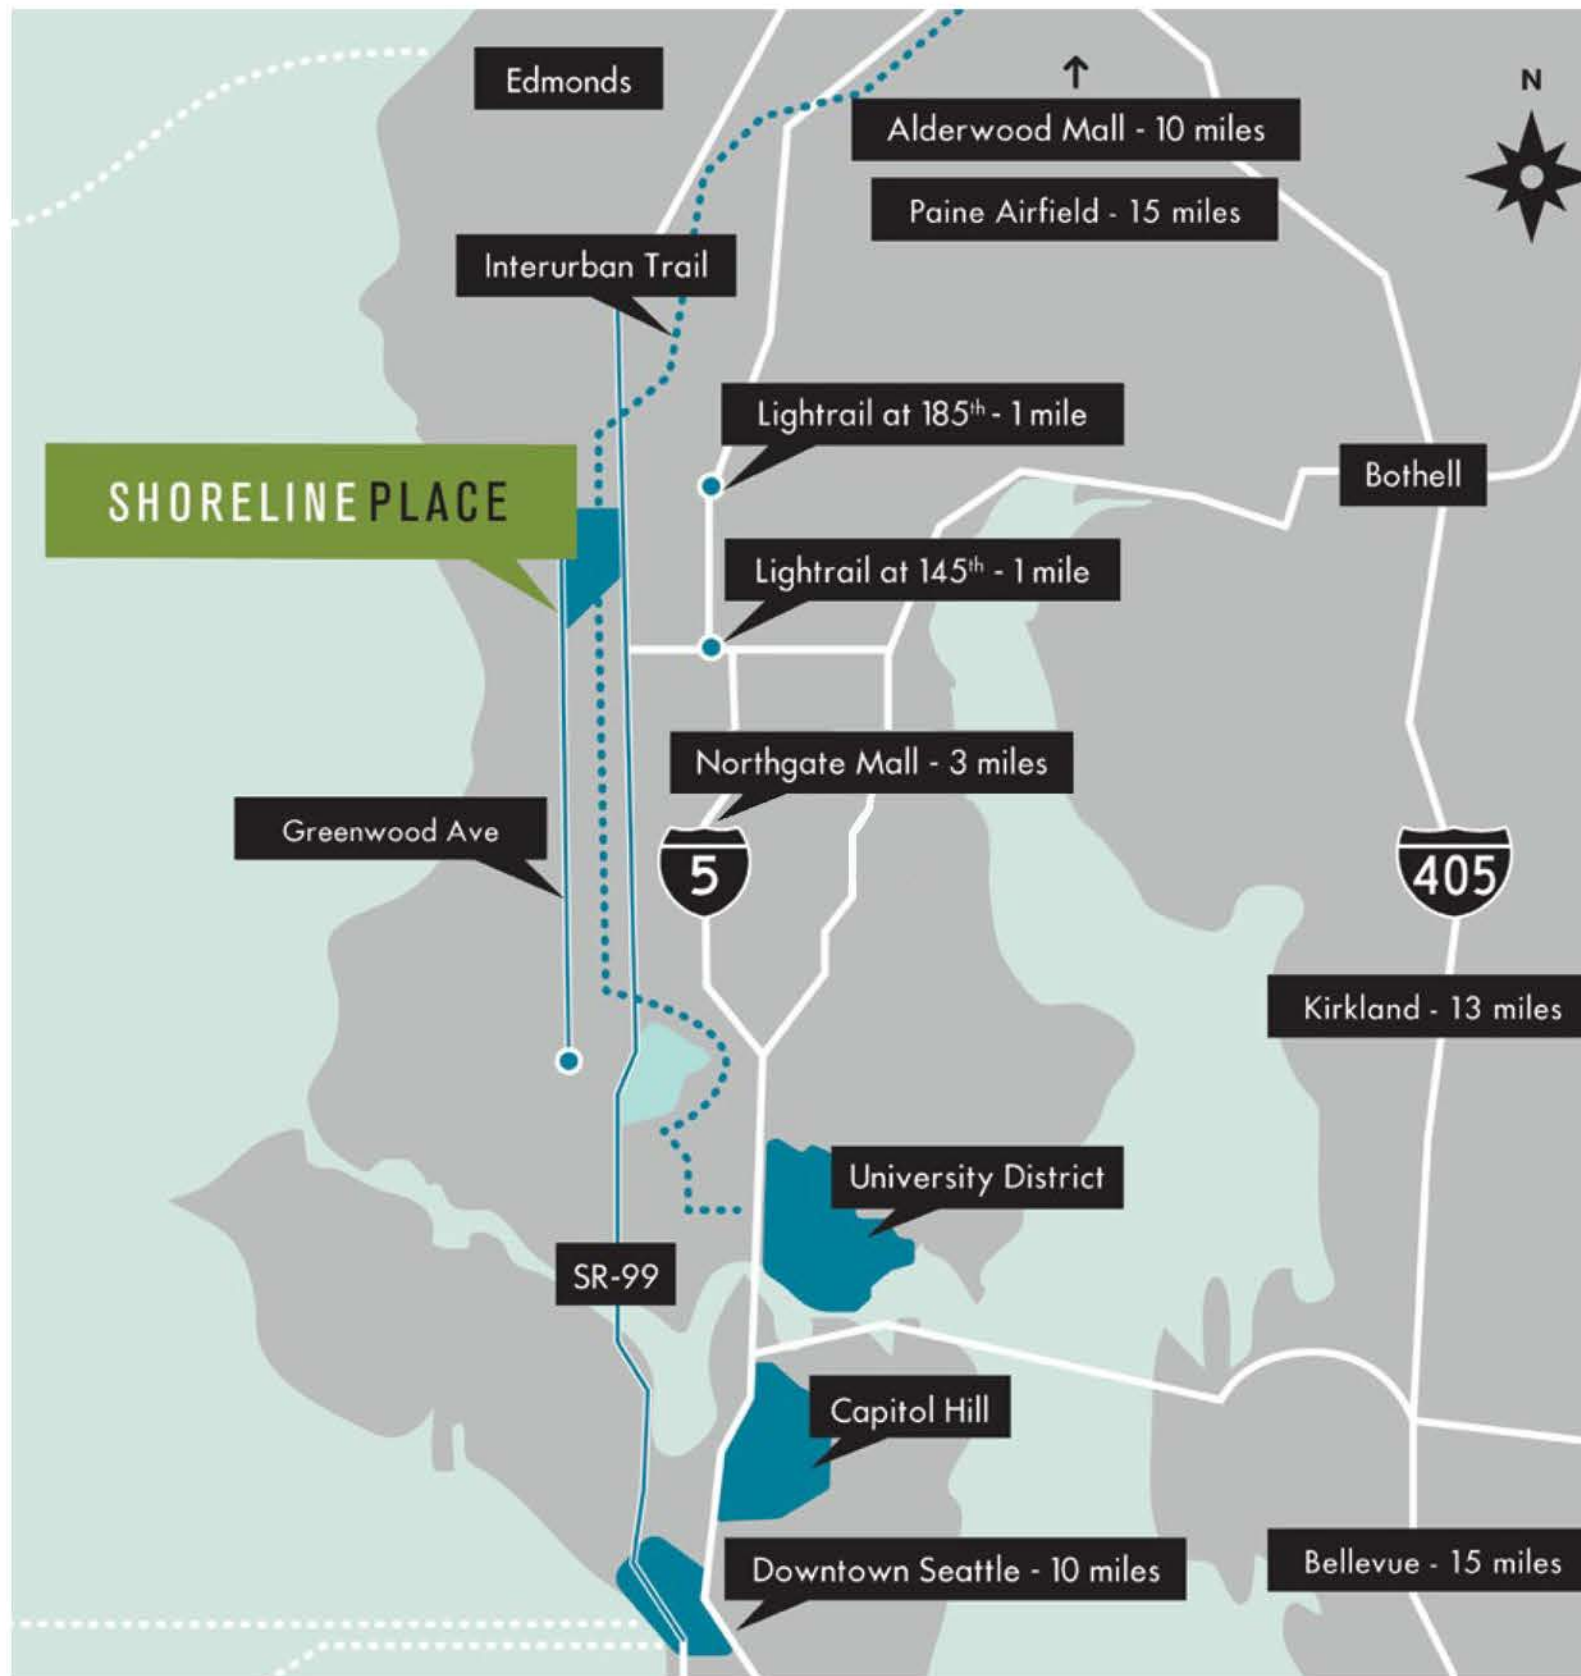 Edmonds
N
Alderwood Mall - 10 miles
Paine Airfield - 15 miles
Interurban Trail
Lightrail at 185th - 1 mile
Bothell
SHORELINE PLACE
Lightrail at 145th - 1 mile
Northgate Mall - 3 miles
Greenwood Ave
5
405
Kirkland - 13 miles
University District
SR-99
Capitol Hill
Downtown Seattle - 10 miles
Bellevue - 15 miles